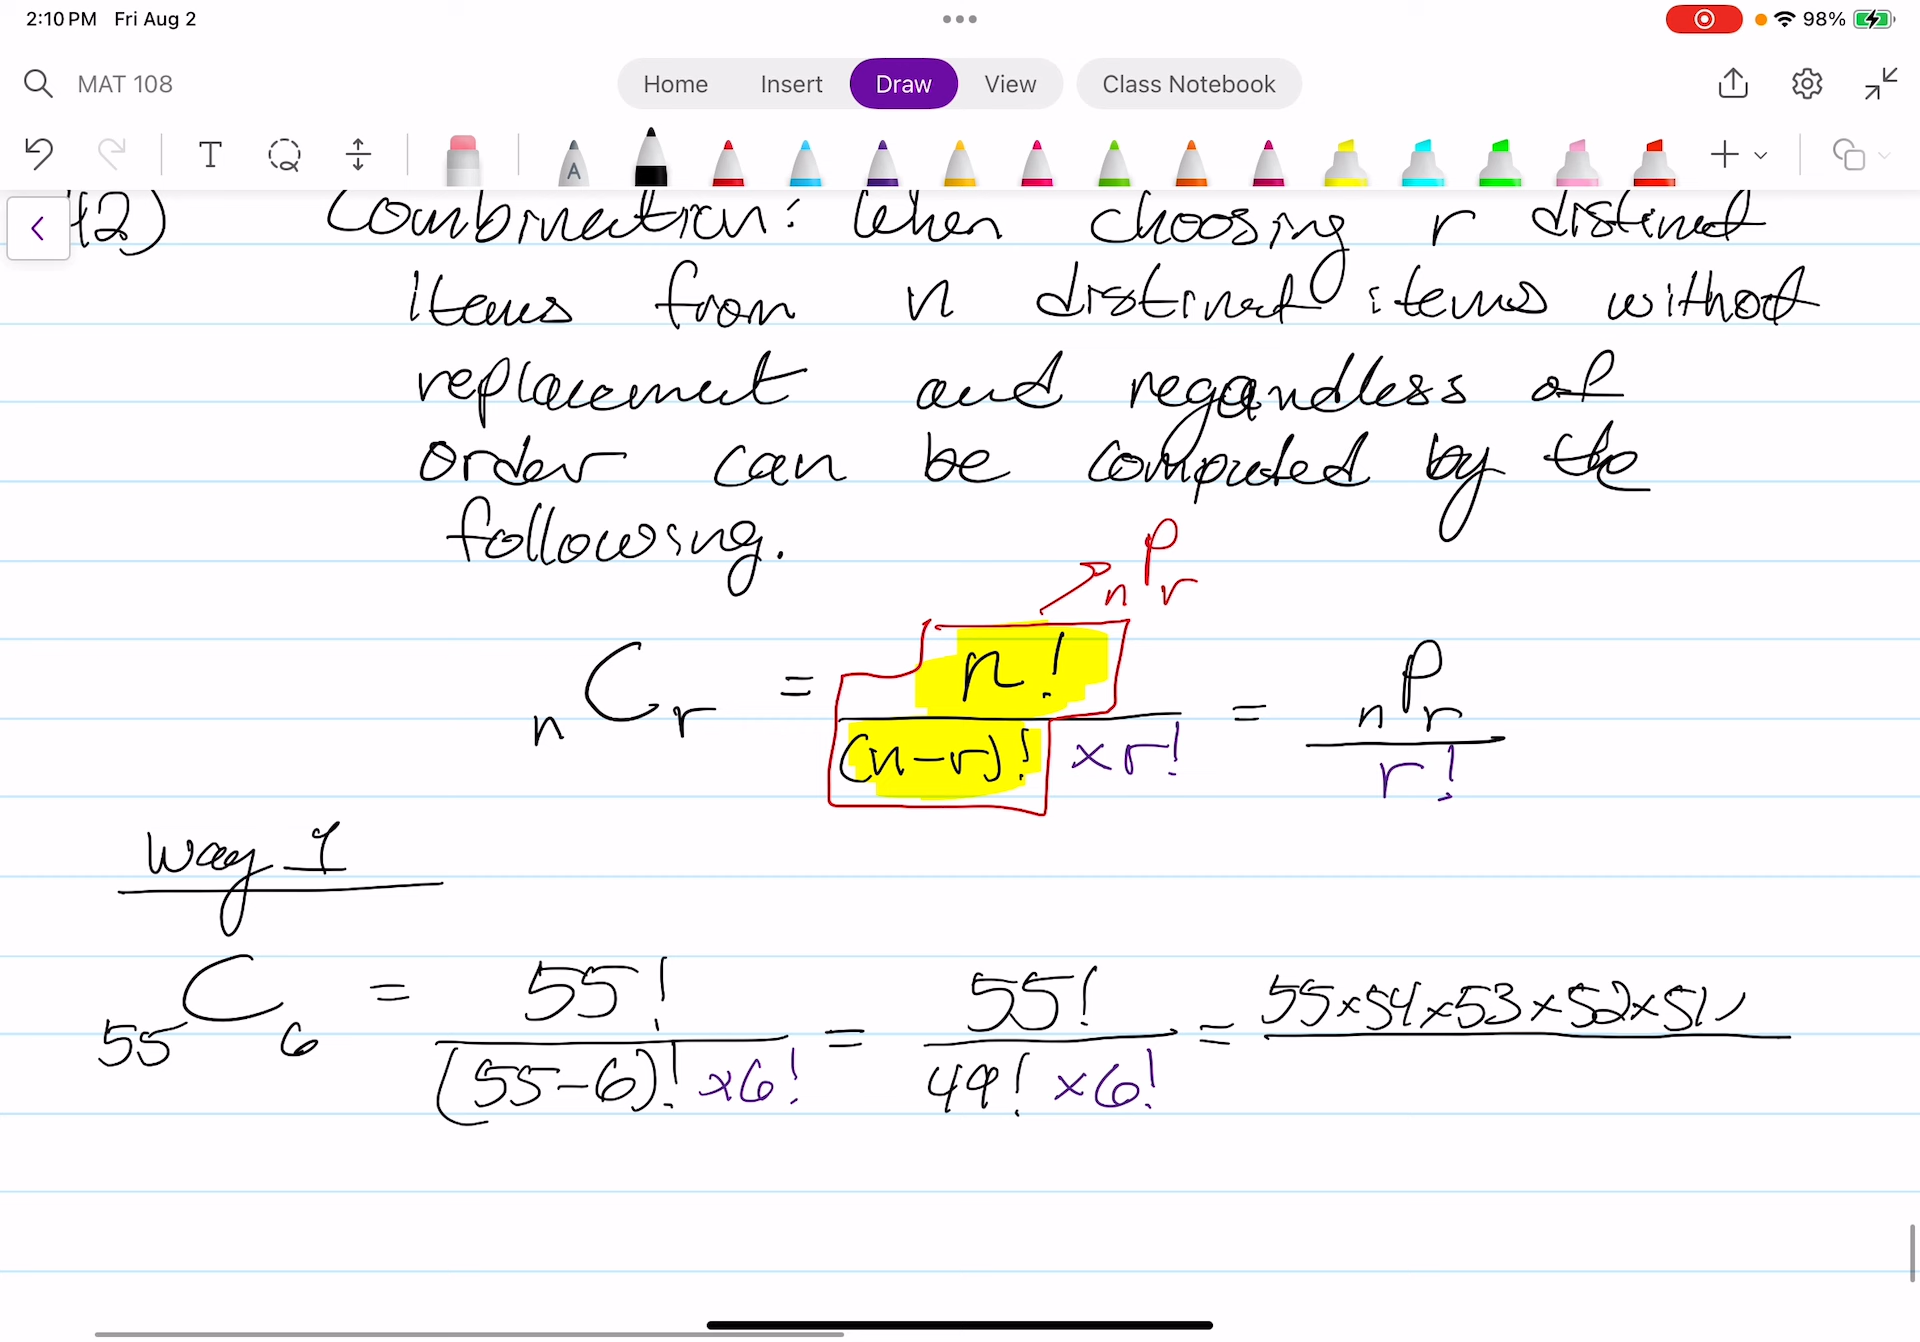 2:10 PM Fri Aug 2
98%
MAT 108
Home Insert Draw View Class Notebook
T A
12) Combination: When choosing r distinct
items from n distinct items without
replacement and regardless of
order can be computed by the
following.
nPr
nCr = n! / (n-r)! × r! = nPr / r!
Way 1
55C6 = 55! / (55-6)! × 6! = 55! / 49! × 6! = 55×54×53×52×51